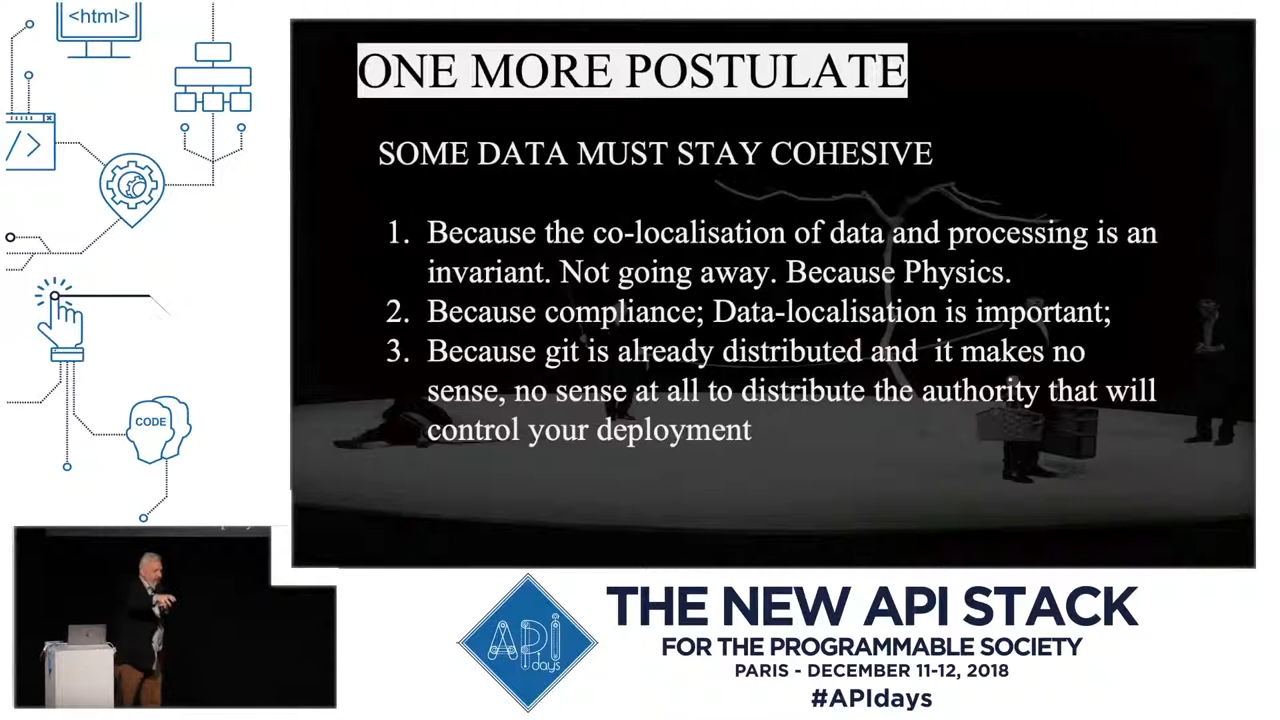 <html>
ONE MORE POSTULATE
SOME DATA MUST STAY COHESIVE
1. Because the co-localisation of data and processing is an
invariant. Not going away. Because Physics.
2. Because compliance; Data-localisation is important;
3. Because git is already distributed and  it makes no
sense, no sense at all to distribute the authority that will
control your deployment
</>
CODE
API
days
THE NEW API STACK
FOR THE PROGRAMMABLE SOCIETY
PARIS - DECEMBER 11-12, 2018
#APIdays